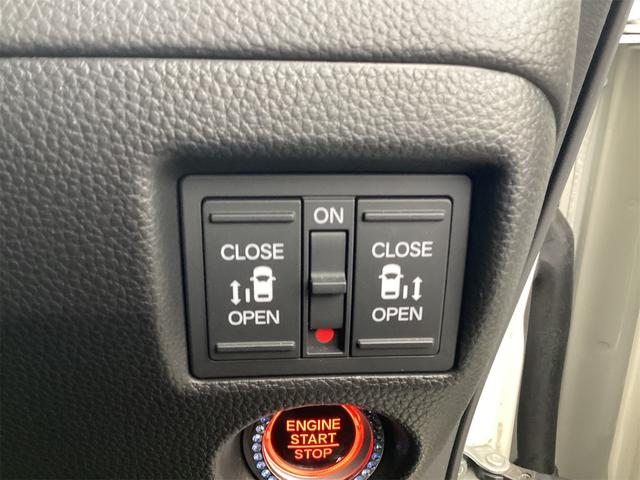 ON
CLOSE
OPEN
CLOSE
OPEN
ENGINE
START
STOP